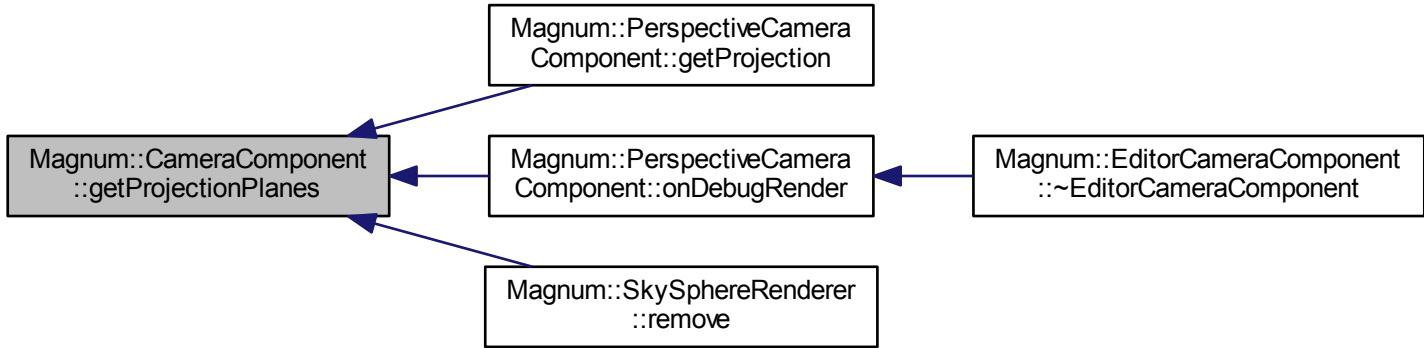 Magnum::PerspectiveCamera
Component::getProjection
Magnum::CameraComponent
::getProjectionPlanes
Magnum::PerspectiveCamera
Component::onDebugRender
Magnum::EditorCameraComponent
::~EditorCameraComponent
Magnum::SkySphereRenderer
::remove